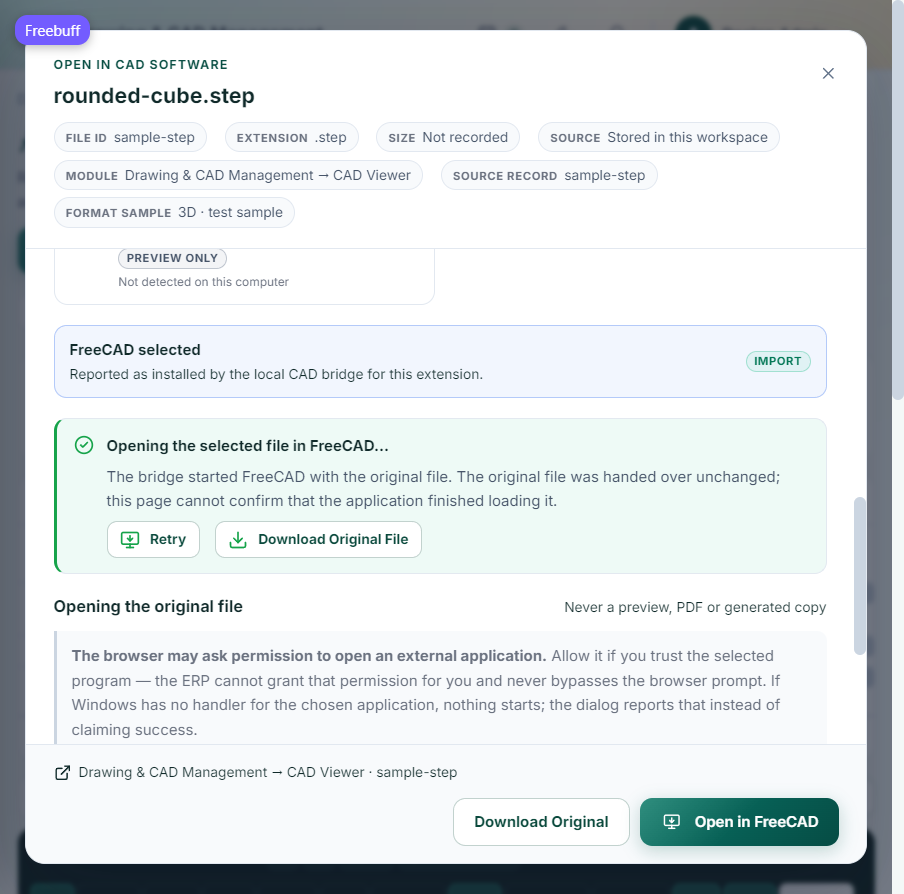 Freebuff
OPEN IN CAD SOFTWARE
rounded-cube.step
FILE ID sample-step
EXTENSION .step
SIZE Not recorded
SOURCE Stored in this workspace
MODULE Drawing & CAD Management → CAD Viewer
SOURCE RECORD sample-step
FORMAT SAMPLE 3D · test sample
PREVIEW ONLY
Not detected on this computer
FreeCAD selected
Reported as installed by the local CAD bridge for this extension.
IMPORT
Opening the selected file in FreeCAD...
The bridge started FreeCAD with the original file. The original file was handed over unchanged;
this page cannot confirm that the application finished loading it.
Retry
Download Original File
Opening the original file
Never a preview, PDF or generated copy
The browser may ask permission to open an external application. Allow it if you trust the selected
program — the ERP cannot grant that permission for you and never bypasses the browser prompt. If
Windows has no handler for the chosen application, nothing starts; the dialog reports that instead of
claiming success.
Drawing & CAD Management → CAD Viewer · sample-step
Download Original
Open in FreeCAD